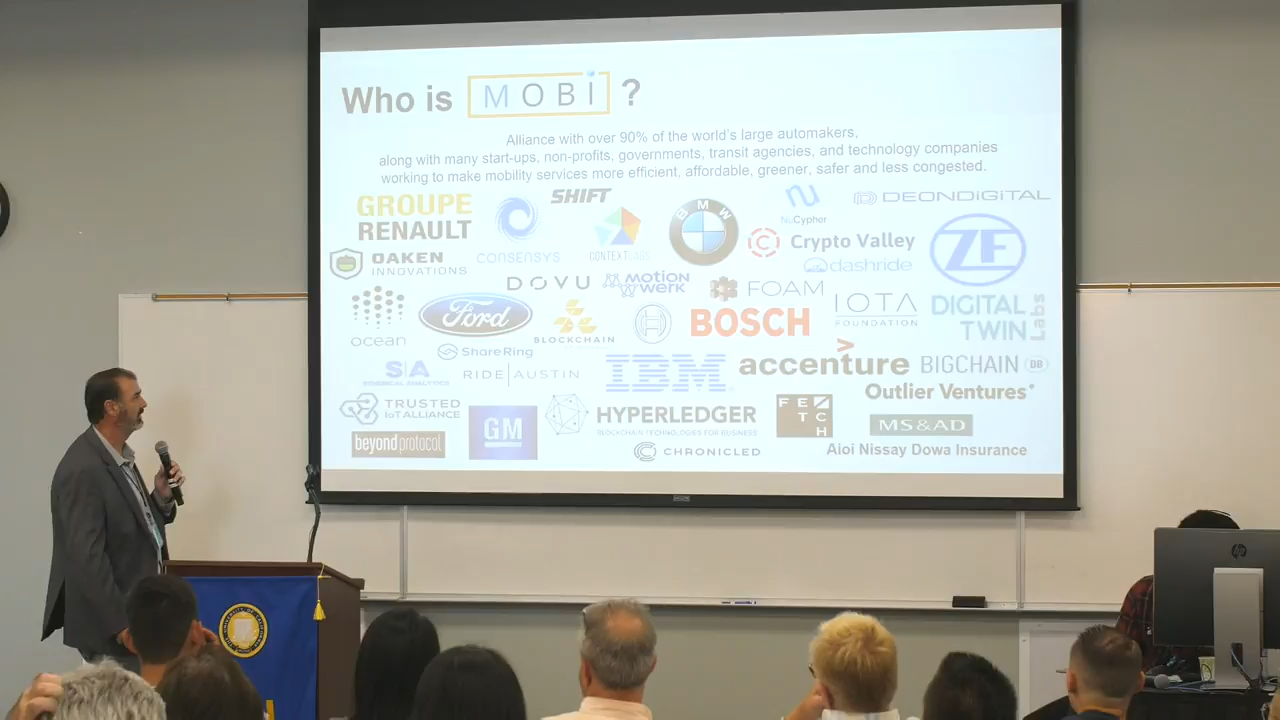 Who is MOBI ?
Alliance with over 90% of the world's large automakers,
along with many start-ups, non-profits, governments, transit agencies, and technology companies
working to make mobility services more efficient, affordable, greener, safer and less congested.
GROUPE
RENAULT
CONSENSYS
SHIFT
CONTEXTLABS
BMW
NuCypher
DEONDIGITAL
OAKEN
INNOVATIONS
Crypto Valley
dashride
ZF
DOVU
MOTION
WERK
FOAM
IOTA
FOUNDATION
DIGITAL
TWIN
Labs
ocean
Ford
BLOCKCHAIN
BOSCH
ShareRing
SIA
RIDE|AUSTIN
IBM
accenture
BIGCHAIN DB
Outlier Ventures
TRUSTED
IoT ALLIANCE
beyond protocol
GM
HYPERLEDGER
BLOCKCHAIN TECHNOLOGIES FOR BUSINESS
CHRONICLED
FETCH
MS&AD
Aioi Nissay Dowa Insurance
hp